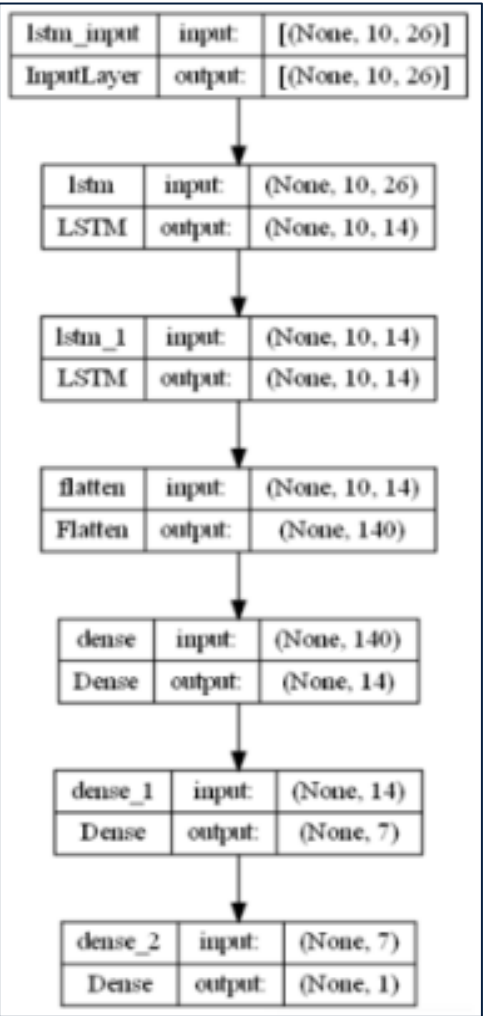 lstm_input input: [(None, 10, 26)]
InputLayer output: [(None, 10, 26)]
lstm input: (None, 10, 26)
LSTM output: (None, 10, 14)
lstm_1 input: (None, 10, 14)
LSTM output: (None, 10, 14)
flatten input: (None, 10, 14)
Flatten output: (None, 140)
dense input: (None, 140)
Dense output: (None, 14)
dense_1 input: (None, 14)
Dense output: (None, 7)
dense_2 input: (None, 7)
Dense output: (None, 1)